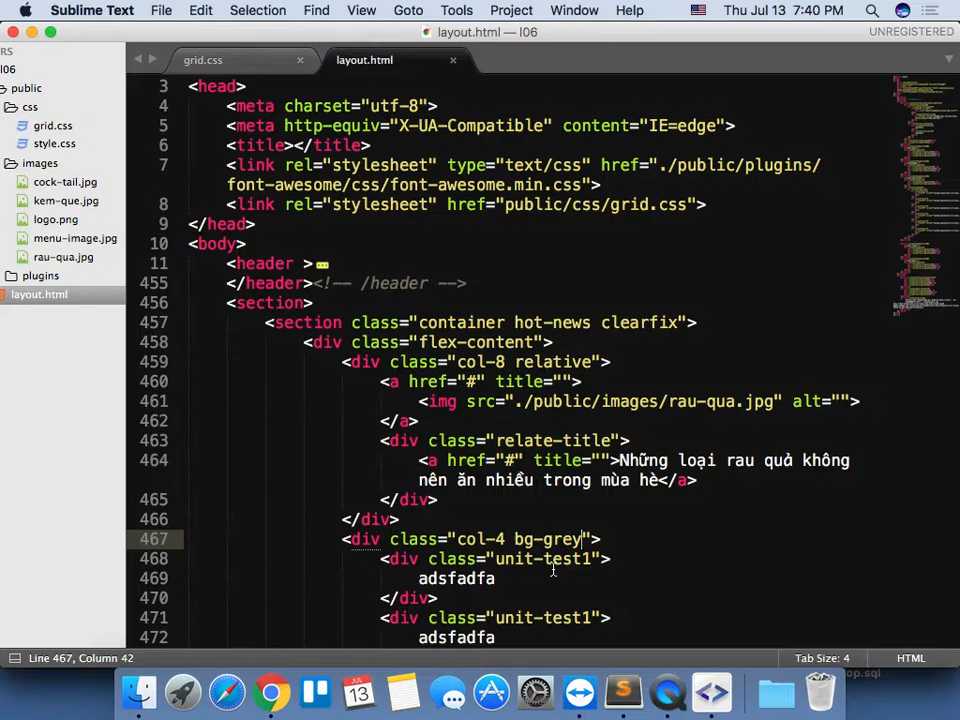 Sublime Text File Edit Selection Find View Goto Tools Project Window Help Thu Jul 13 7:40 PM
layout.html — l06 UNREGISTERED
RS
grid.css × layout.html ×
l06
public
css
grid.css
style.css
images
cock-tail.jpg
kem-que.jpg
logo.png
menu-image.jpg
rau-qua.jpg
plugins
layout.html
3 <head>
4 <meta charset="utf-8">
5 <meta http-equiv="X-UA-Compatible" content="IE=edge">
6 <title></title>
7 <link rel="stylesheet" type="text/css" href="./public/plugins/
font-awesome/css/font-awesome.min.css">
8 <link rel="stylesheet" href="public/css/grid.css">
9 </head>
10 <body>
11 <header >
455 </header><!-- /header -->
456 <section>
457 <section class="container hot-news clearfix">
458 <div class="flex-content">
459 <div class="col-8 relative">
460 <a href="#" title="">
461 <img src="./public/images/rau-qua.jpg" alt="">
462 </a>
463 <div class="relate-title">
464 <a href="#" title="">Những loại rau quả không
nên ăn nhiều trong mùa hè</a>
465 </div>
466 </div>
467 <div class="col-4 bg-grey">
468 <div class="unit-test1">
469 adsfadfa
470 </div>
471 <div class="unit-test1">
472 adsfadfa
Line 467, Column 42 Tab Size: 4 HTML
JUL
13
op.sql